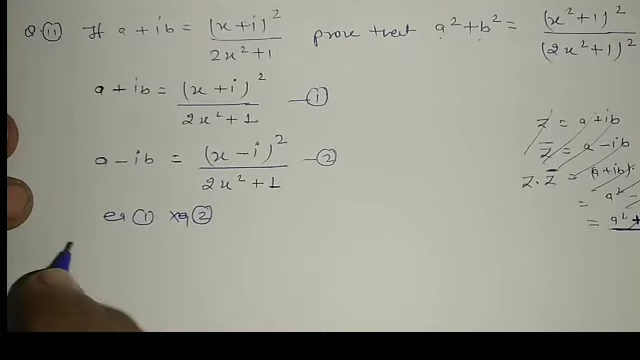 Q 11 If a + ib = (x+i)² / 2x²+1 prove that a² + b² = (x²+1)² / (2x²+1)²
a + ib = (x+i)² / 2x²+1 — ①
a - ib = (x-i)² / 2x²+1 — ②
eq ① × eq ②
z = a + ib
z̄ = a - ib
z . z̄ = (a+ib).
= a² -
= a² +